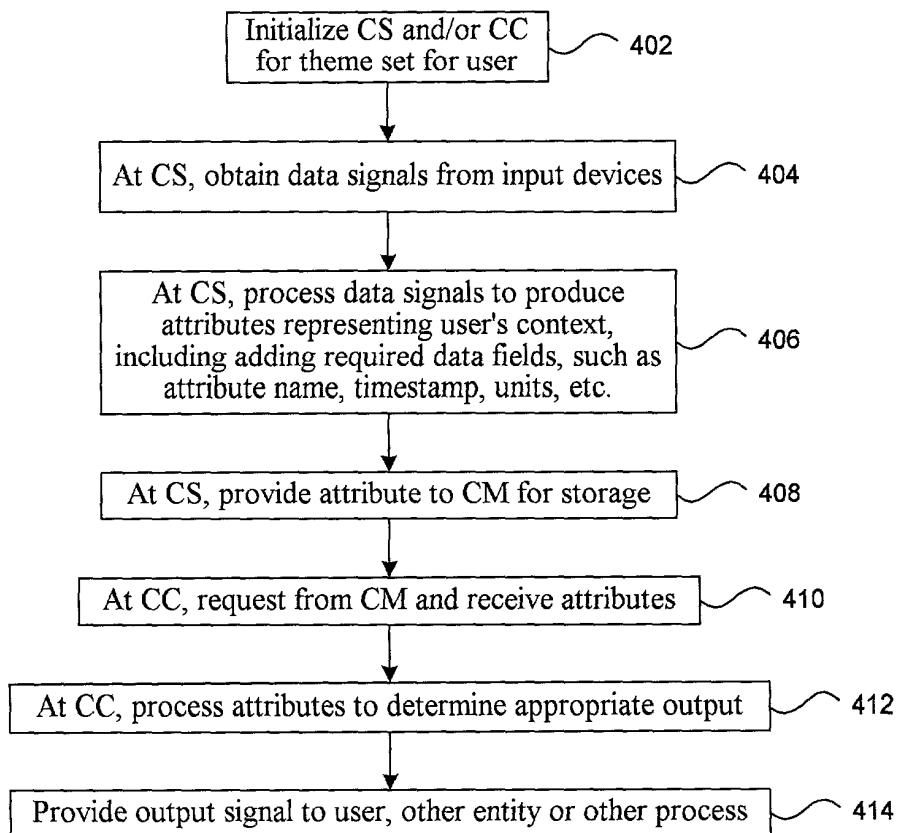 Initialize CS and/or CC
for theme set for user
402
At CS, obtain data signals from input devices
404
At CS, process data signals to produce
attributes representing user's context,
including adding required data fields, such as
attribute name, timestamp, units, etc.
406
At CS, provide attribute to CM for storage
408
At CC, request from CM and receive attributes
410
At CC, process attributes to determine appropriate output
412
Provide output signal to user, other entity or other process
414